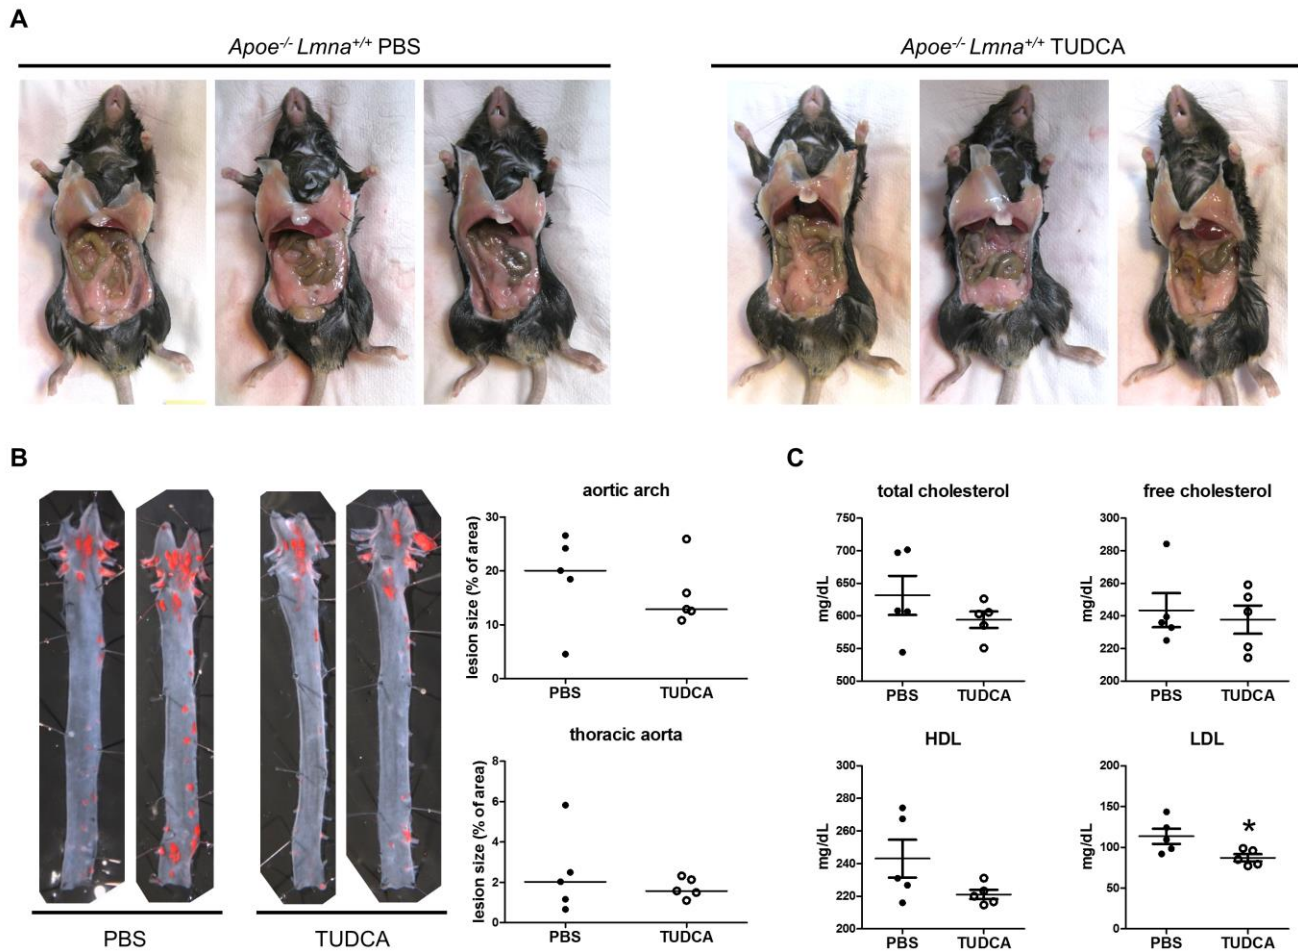 A
Apoe-/- Lmna+/+ PBS
Apoe-/- Lmna+/+ TUDCA
B
PBS
TUDCA
aortic arch
lesion size (% of area)
30
20
10
0
PBS
TUDCA
thoracic aorta
lesion size (% of area)
8
6
4
2
0
PBS
TUDCA
C
total cholesterol
mg/dL
750
700
650
600
550
500
PBS
TUDCA
free cholesterol
mg/dL
300
280
260
240
220
200
PBS
TUDCA
HDL
mg/dL
280
260
240
220
200
PBS
TUDCA
LDL
mg/dL
200
150
100
50
0
*
PBS
TUDCA